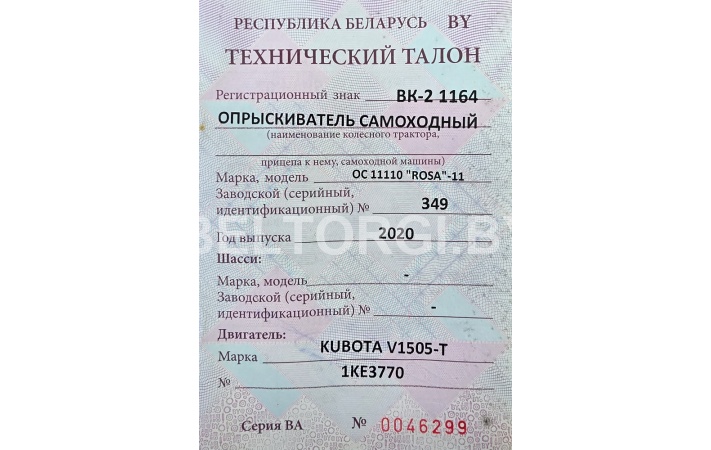 РЕСПУБЛИКА БЕЛАРУСЬ BY
ТЕХНИЧЕСКИЙ ТАЛОН
Регистрационный знак ВК-2 1164
ОПРЫСКИВАТЕЛЬ САМОХОДНЫЙ
(наименование колесного трактора,
прицепа к нему, самоходной машины)
Марка, модель ОС 11110 "ROSA"-11
Заводской (серийный,
идентификационный) № 349
BELTORGI.BY
Год выпуска 2020
Шасси:
Марка, модель -
Заводской (серийный,
идентификационный) № -
Двигатель:
Марка KUBOTA V1505-T
№ 1KE3770
Серия ВА № 0046299